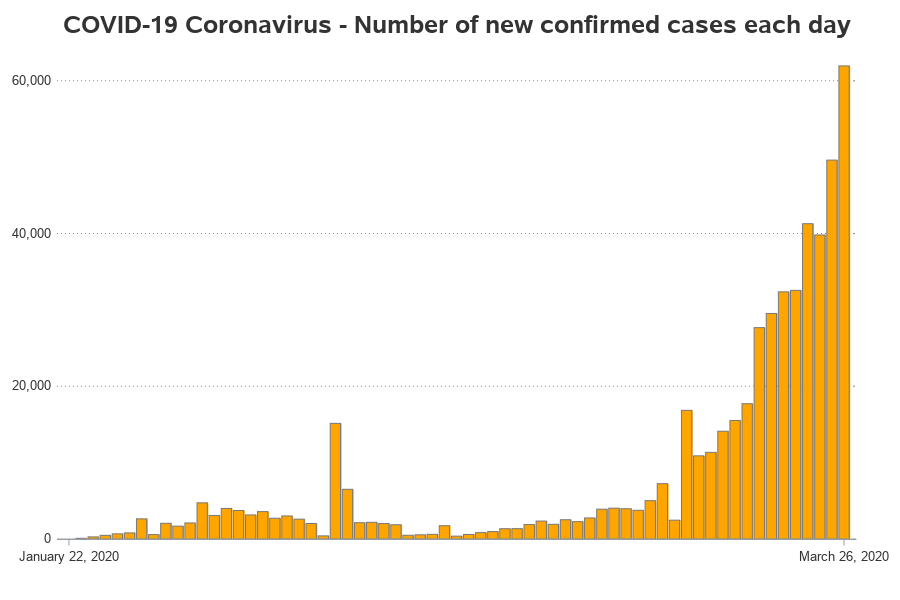 COVID-19 Coronavirus - Number of new confirmed cases each day
60,000
40,000
20,000
0
January 22, 2020
March 26, 2020